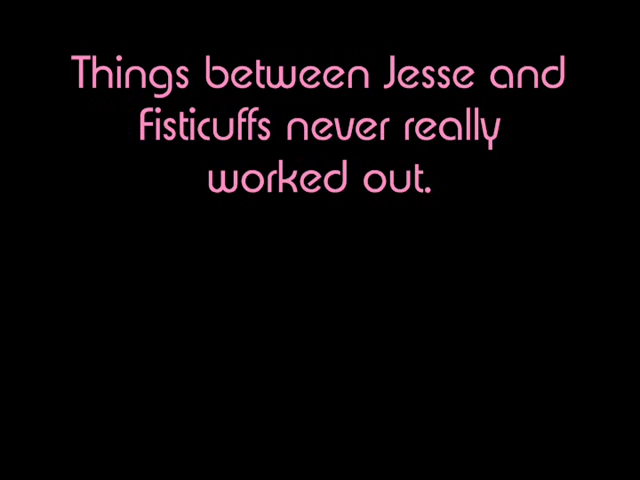 Things between Jesse and
Fisticuffs never really
worked out.